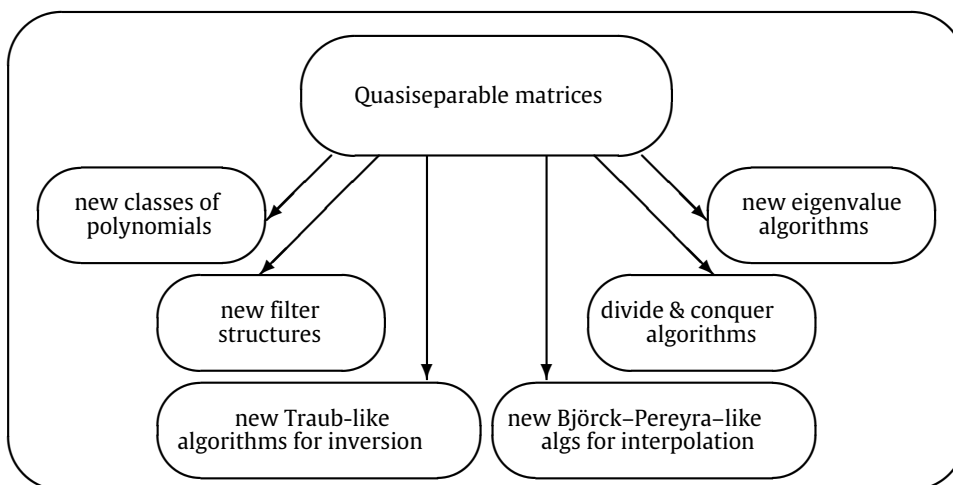 Quasiseparable matrices
new classes of
polynomials
new eigenvalue
algorithms
new filter
structures
divide & conquer
algorithms
new Traub-like
algorithms for inversion
new Björck–Pereyra–like
algs for interpolation